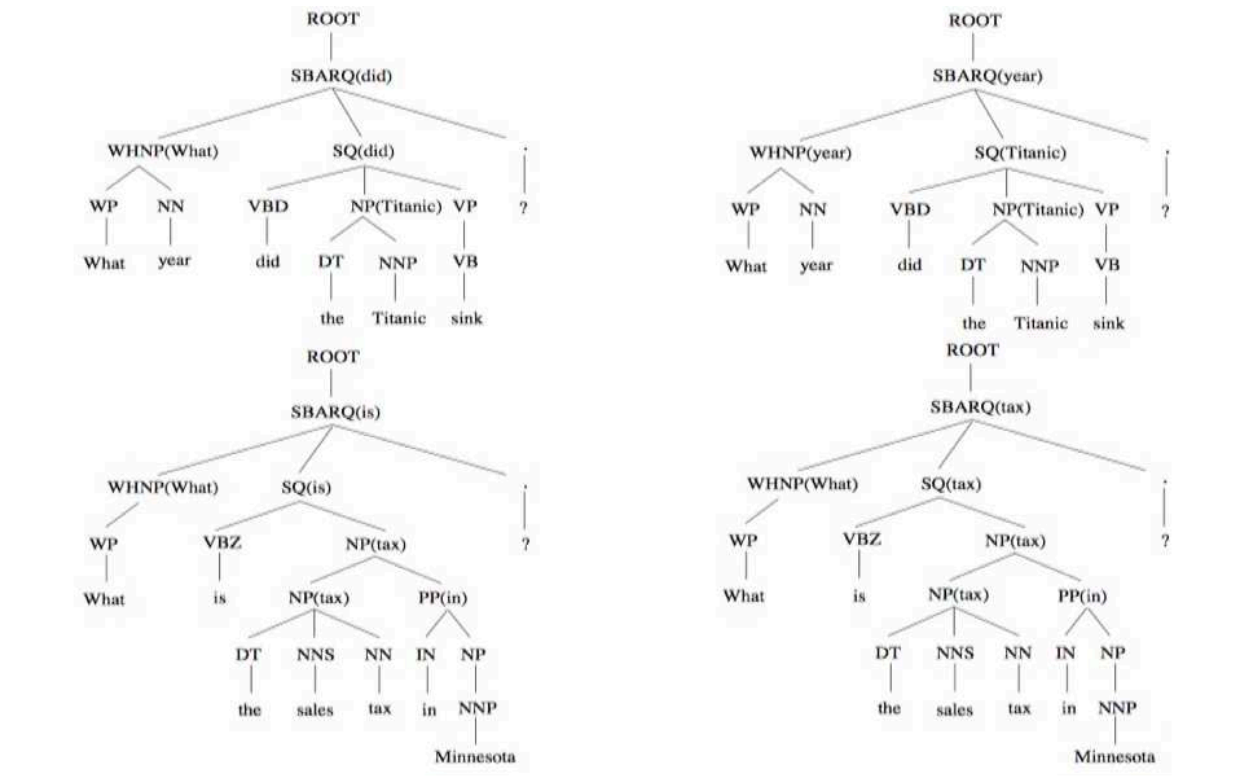 ROOT
SBARQ(did)
WHNP(What) SQ(did) .
WP NN VBD NP(Titanic) VP ?
What year did DT NNP VB
the Titanic sink
ROOT
SBARQ(year)
WHNP(year) SQ(Titanic) .
WP NN VBD NP(Titanic) VP ?
What year did DT NNP VB
the Titanic sink
ROOT
SBARQ(is)
WHNP(What) SQ(is) .
WP VBZ NP(tax) ?
What is NP(tax) PP(in)
DT NNS NN IN NP
the sales tax in NNP
Minnesota
ROOT
SBARQ(tax)
WHNP(What) SQ(tax) .
WP VBZ NP(tax) ?
What is NP(tax) PP(in)
DT NNS NN IN NP
the sales tax in NNP
Minnesota